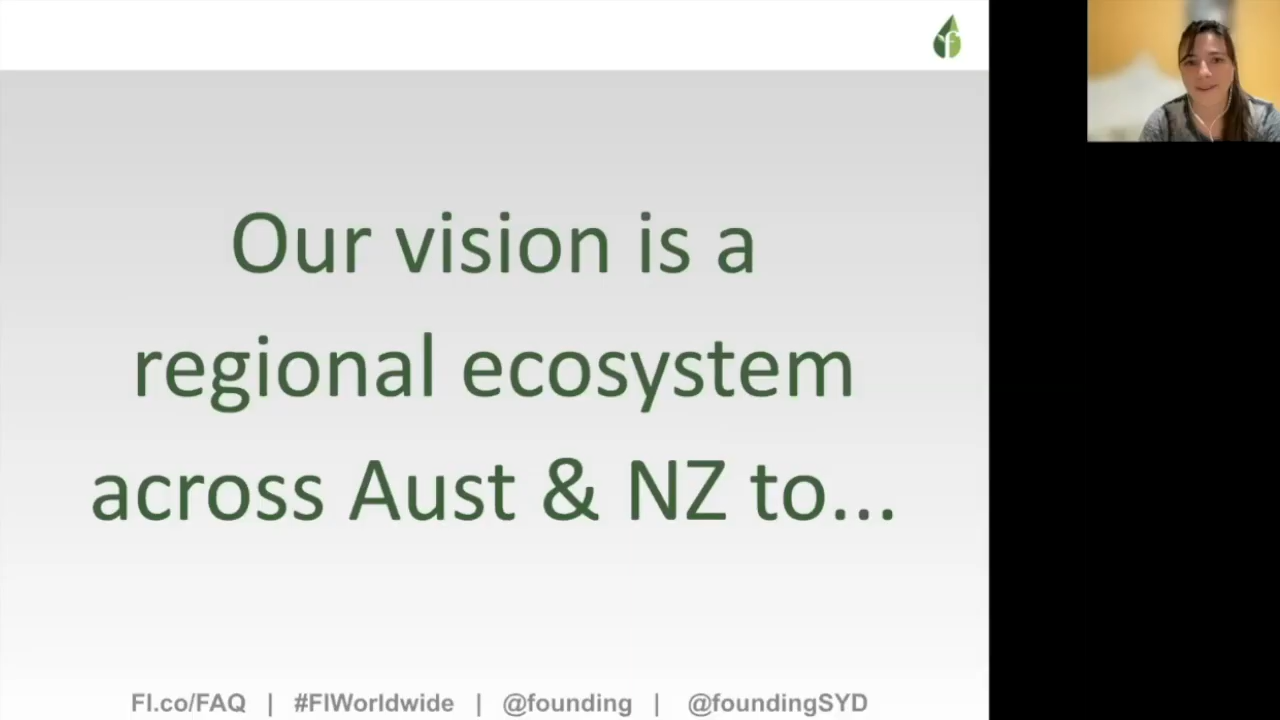 Our vision is a
regional ecosystem
across Aust & NZ to...
FI.co/FAQ | #FIWorldwide | @founding | @foundingSYD